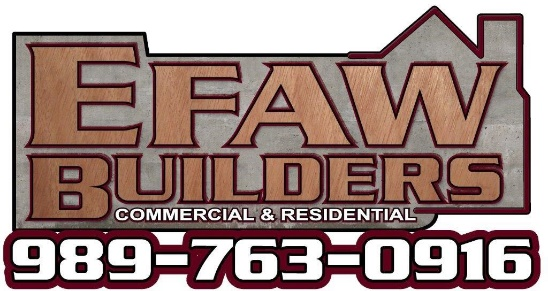 EFAW
BUILDERS
COMMERCIAL & RESIDENTIAL
989-763-0916